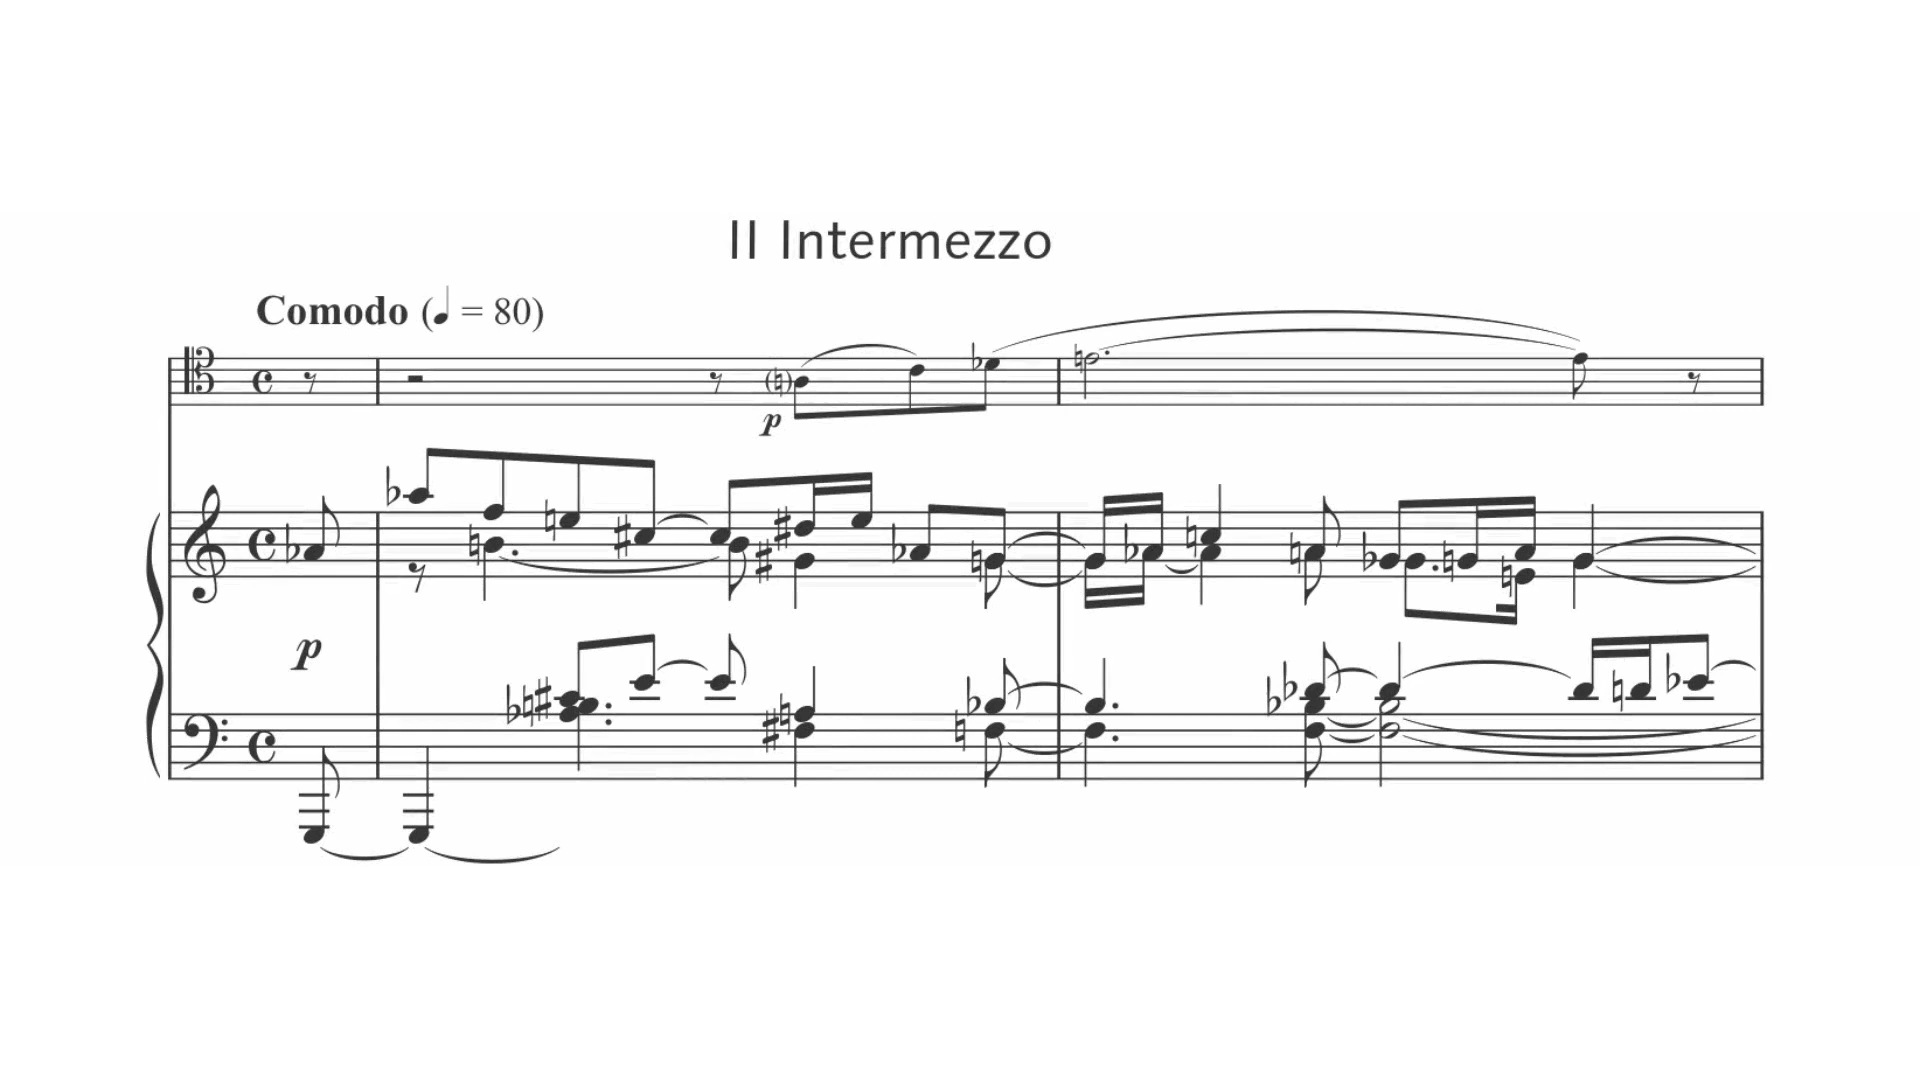 II Intermezzo
Comodo (♩ = 80)
p
p